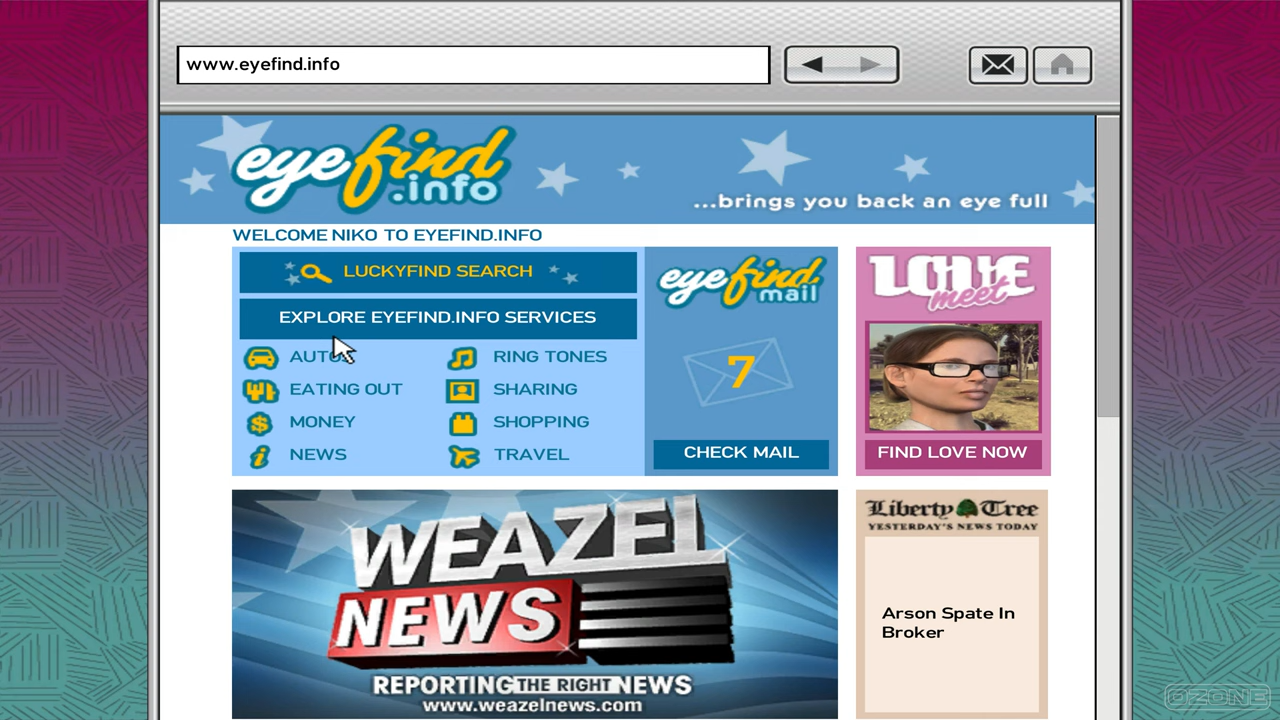 www.eyefind.info
eyefind
.info
...brings you back an eye full
WELCOME NIKO TO EYEFIND.INFO
LUCKYFIND SEARCH
EXPLORE EYEFIND.INFO SERVICES
AUTO
RING TONES
EATING OUT
SHARING
MONEY
SHOPPING
NEWS
TRAVEL
eyefind
mail
7
CHECK MAIL
LOVE
meet
FIND LOVE NOW
WEAZEL
NEWS
REPORTING THE RIGHT NEWS
www.weazelnews.com
Liberty Tree
YESTERDAY'S NEWS TODAY
Arson Spate In
Broker
OZONE